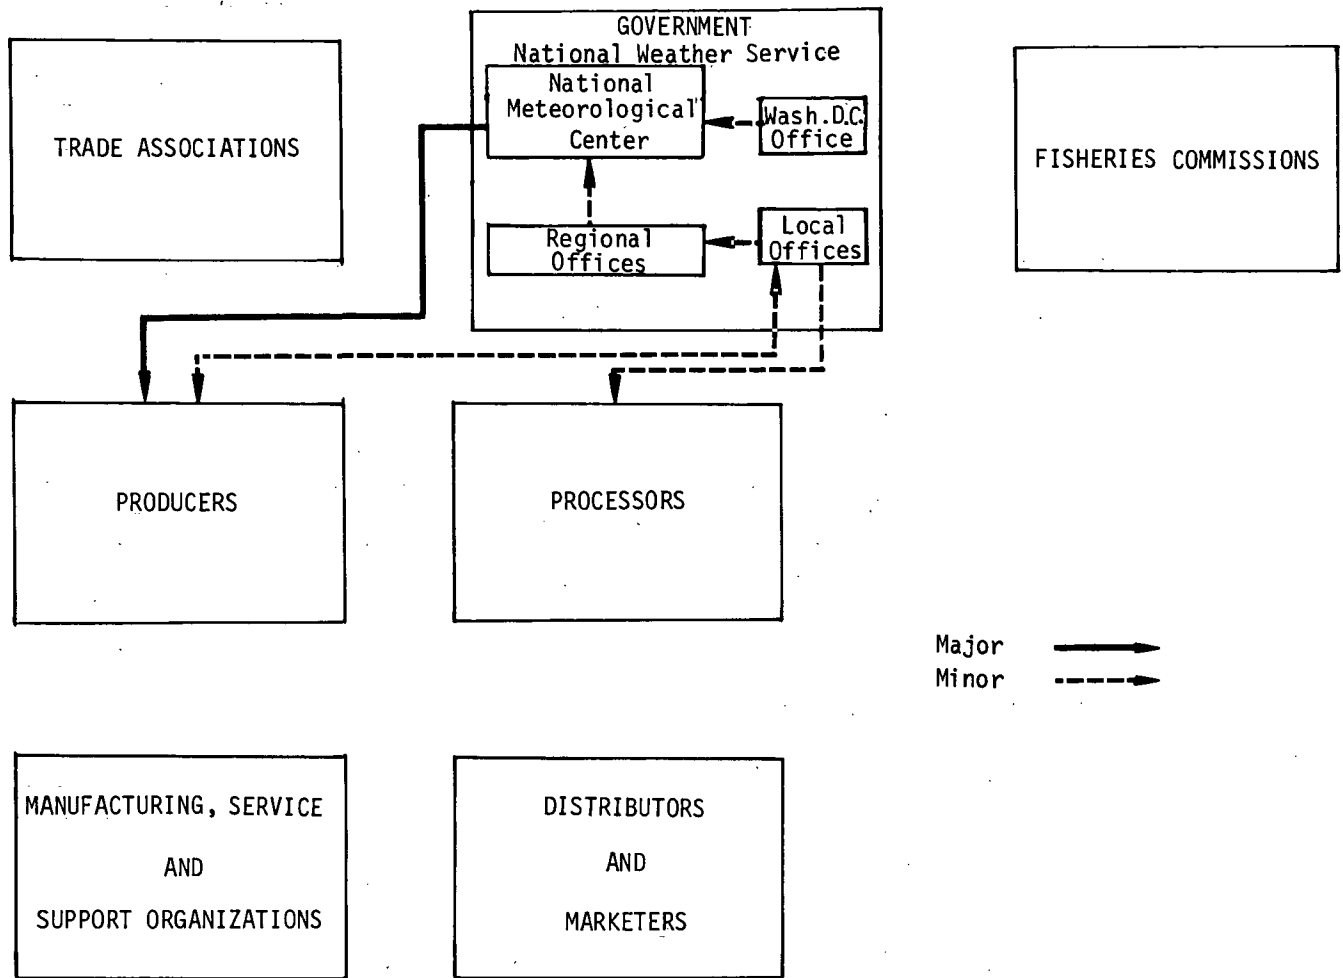 GOVERNMENT
National Weather Service
National
Meteorological
Center
Wash.D.C.
Office
Regional
Offices
Local
Offices
TRADE ASSOCIATIONS
FISHERIES COMMISSIONS
PRODUCERS
PROCESSORS
Major
Minor
MANUFACTURING, SERVICE
AND
SUPPORT ORGANIZATIONS
DISTRIBUTORS
AND
MARKETERS